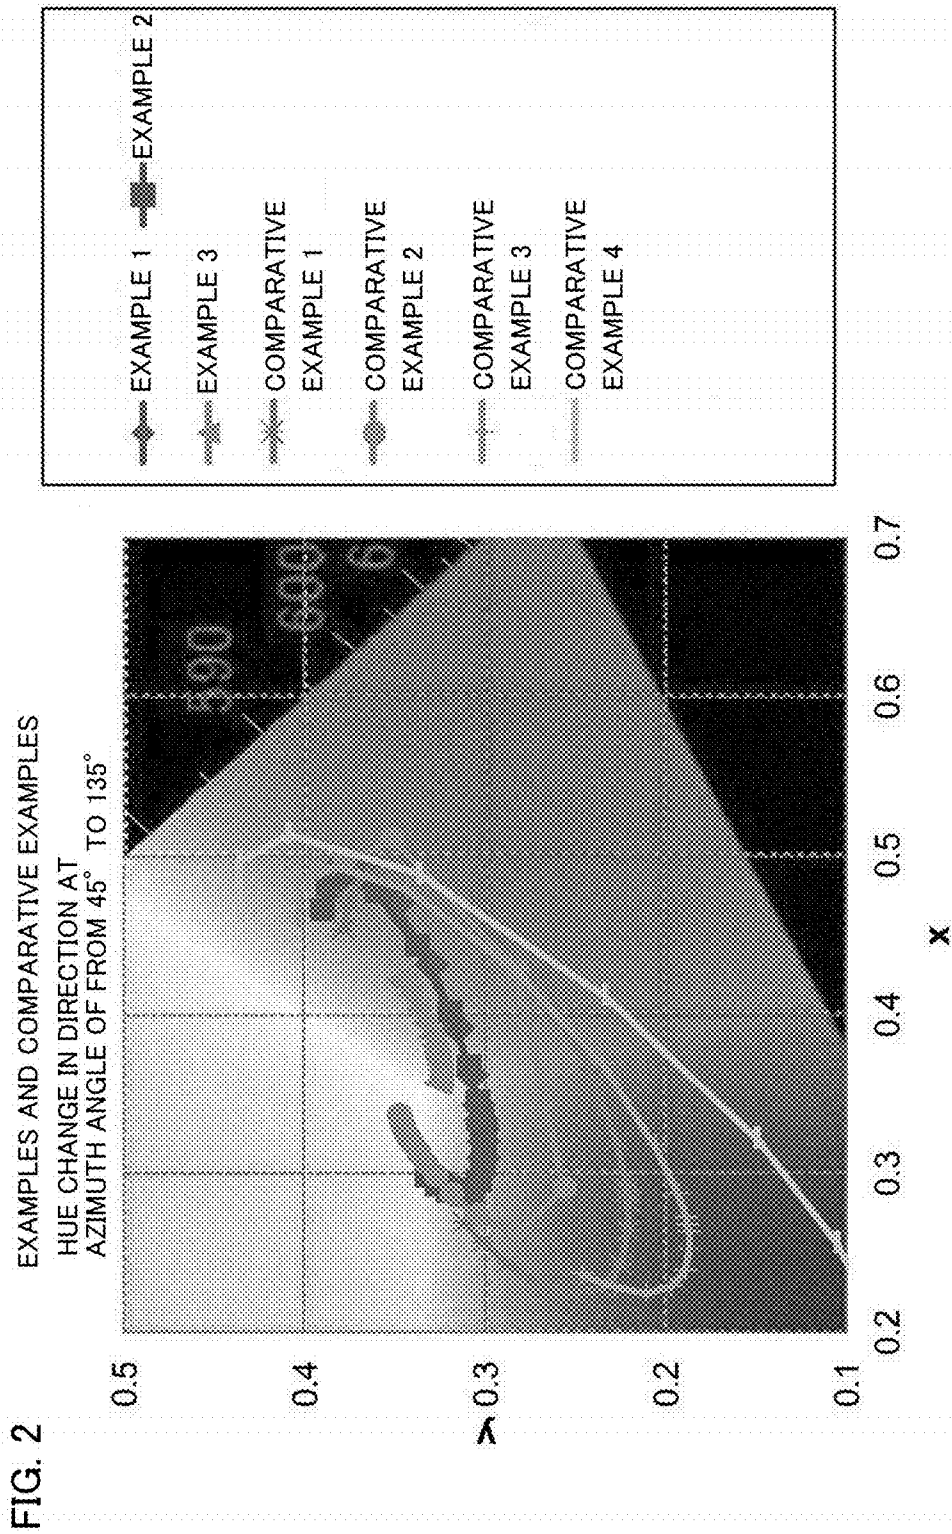 FIG. 2
EXAMPLES AND COMPARATIVE EXAMPLES
HUE CHANGE IN DIRECTION AT
AZIMUTH ANGLE OF FROM 45° TO 135°
0.5
0.4
0.3
0.2
0.1
y
590
600
6
0.2
0.3
0.4
0.5
0.6
0.7
x
EXAMPLE 1
EXAMPLE 2
EXAMPLE 3
COMPARATIVE
EXAMPLE 1
COMPARATIVE
EXAMPLE 2
COMPARATIVE
EXAMPLE 3
COMPARATIVE
EXAMPLE 4